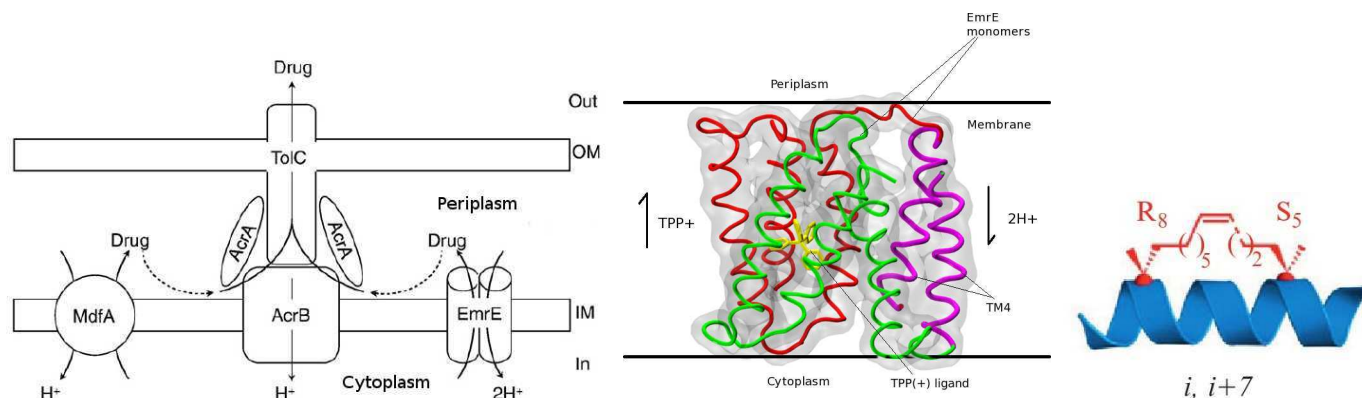 Drug
Out
TolC
OM
Periplasm
AcrA
AcrA
Drug
Drug
MdfA
AcrB
EmrE
IM
In
Cytoplasm
H+
H+
2H+
EmrE
monomers
Periplasm
Membrane
TPP+
2H+
TM4
Cytoplasm
TPP(+) ligand
R8
S5
( )5
( )2
i, i+7